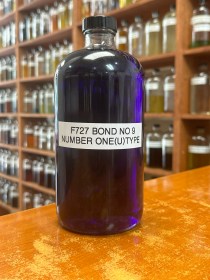 F727 BOND NO 9
NUMBER ONE(U)TYPE